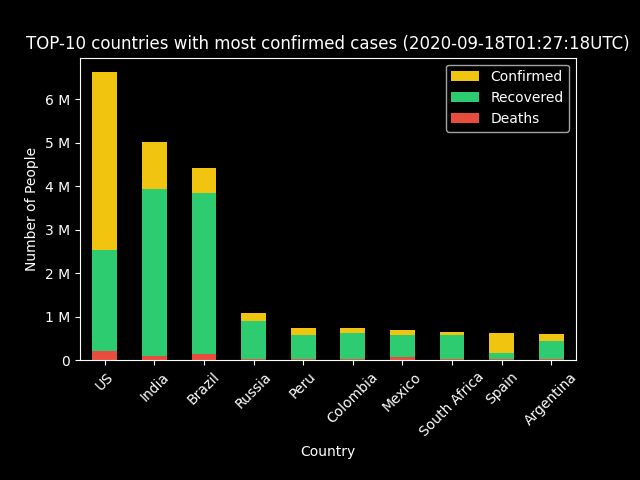 TOP-10 countries with most confirmed cases (2020-09-18T01:27:18UTC)
Confirmed
Recovered
Deaths
Number of People
6 M
5 M
4 M
3 M
2 M
1 M
0
US
India
Brazil
Russia
Peru
Colombia
Mexico
South Africa
Spain
Argentina
Country